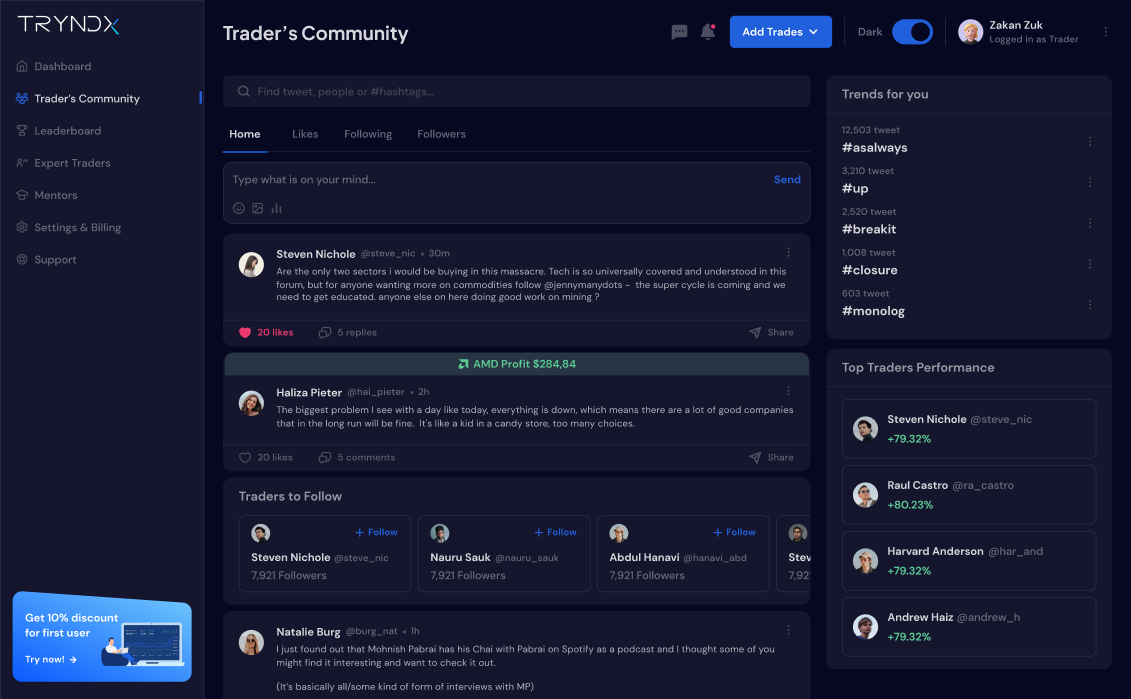 TRYNDX
Dashboard
Trader's Community
Leaderboard
Expert Traders
Mentors
Settings & Billing
Support
Get 10% discount
for first user
Try now!
Trader's Community
Add Trades
Dark
Zakan Zuk
Logged in as Trader
Find tweet, people or #hashtags...
Home Likes Following Followers
Type what is on your mind...
Send
Steven Nichole @steve_nic • 30m
Are the only two sectors i would be buying in this massacre. Tech is so universally covered and understood in this
forum, but for anyone wanting more on commodities follow @jennymanydots - the super cycle is coming and we
need to get educated. anyone else on here doing good work on mining ?
20 likes 5 replies Share
AMD Profit $284,84
Haliza Pieter @hai_pieter • 2h
The biggest problem I see with a day like today, everything is down, which means there are a lot of good companies
that in the long run will be fine. It's like a kid in a candy store, too many choices.
20 likes 5 comments Share
Traders to Follow
+ Follow
Steven Nichole @steve_nic
7,921 Followers
+ Follow
Nauru Sauk @nauru_sauk
7,921 Followers
+ Follow
Abdul Hanavi @hanavi_abd
7,921 Followers
Natalie Burg @burg_nat • 1h
I just found out that Mohnish Pabrai has his Chai with Pabrai on Spotify as a podcast and I thought some of you
might find it interesting and want to check it out.
(It's basically all/some kind of form of interviews with MP)
Trends for you
12,503 tweet
#asalways
3,210 tweet
#up
2,520 tweet
#breakit
1,008 tweet
#closure
603 tweet
#monolog
Top Traders Performance
Steven Nichole @steve_nic
+79.32%
Raul Castro @ra_castro
+80.23%
Harvard Anderson @har_and
+79.32%
Andrew Haiz @andrew_h
+79.32%